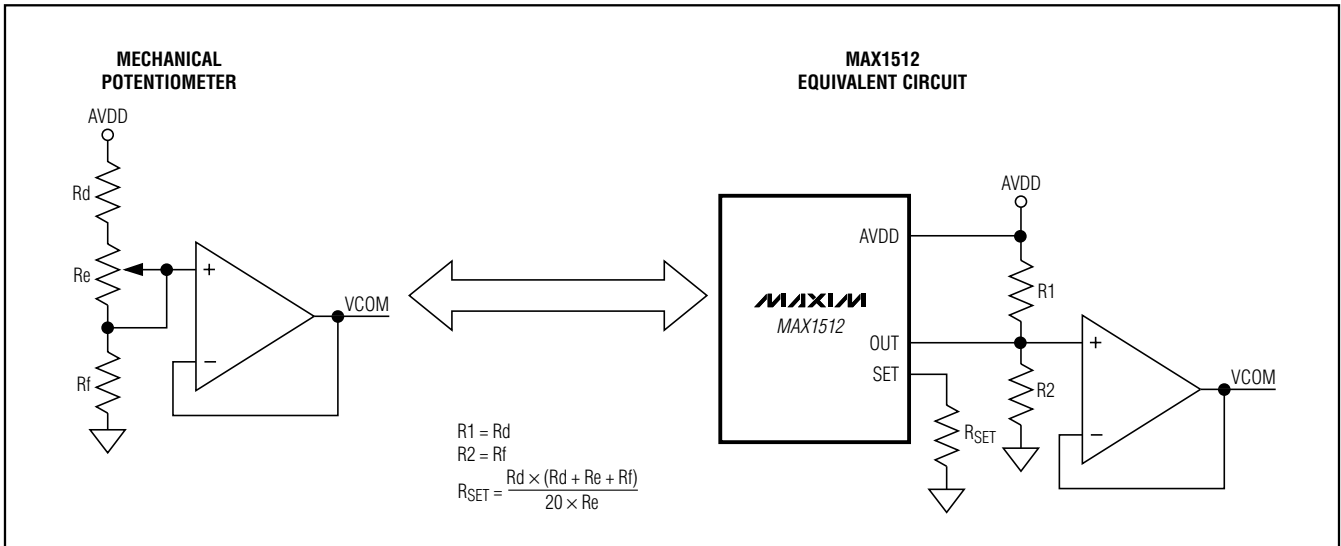 MECHANICAL
POTENTIOMETER
AVDD
Rd
Re
+
−
VCOM
Rf
R1 = Rd
R2 = Rf
RSET = Rd × (Rd + Re + Rf)
20 × Re
MAX1512
EQUIVALENT CIRCUIT
AVDD
AVDD
R1
MAXIM
MAX1512
OUT
+
SET
R2
−
VCOM
RSET